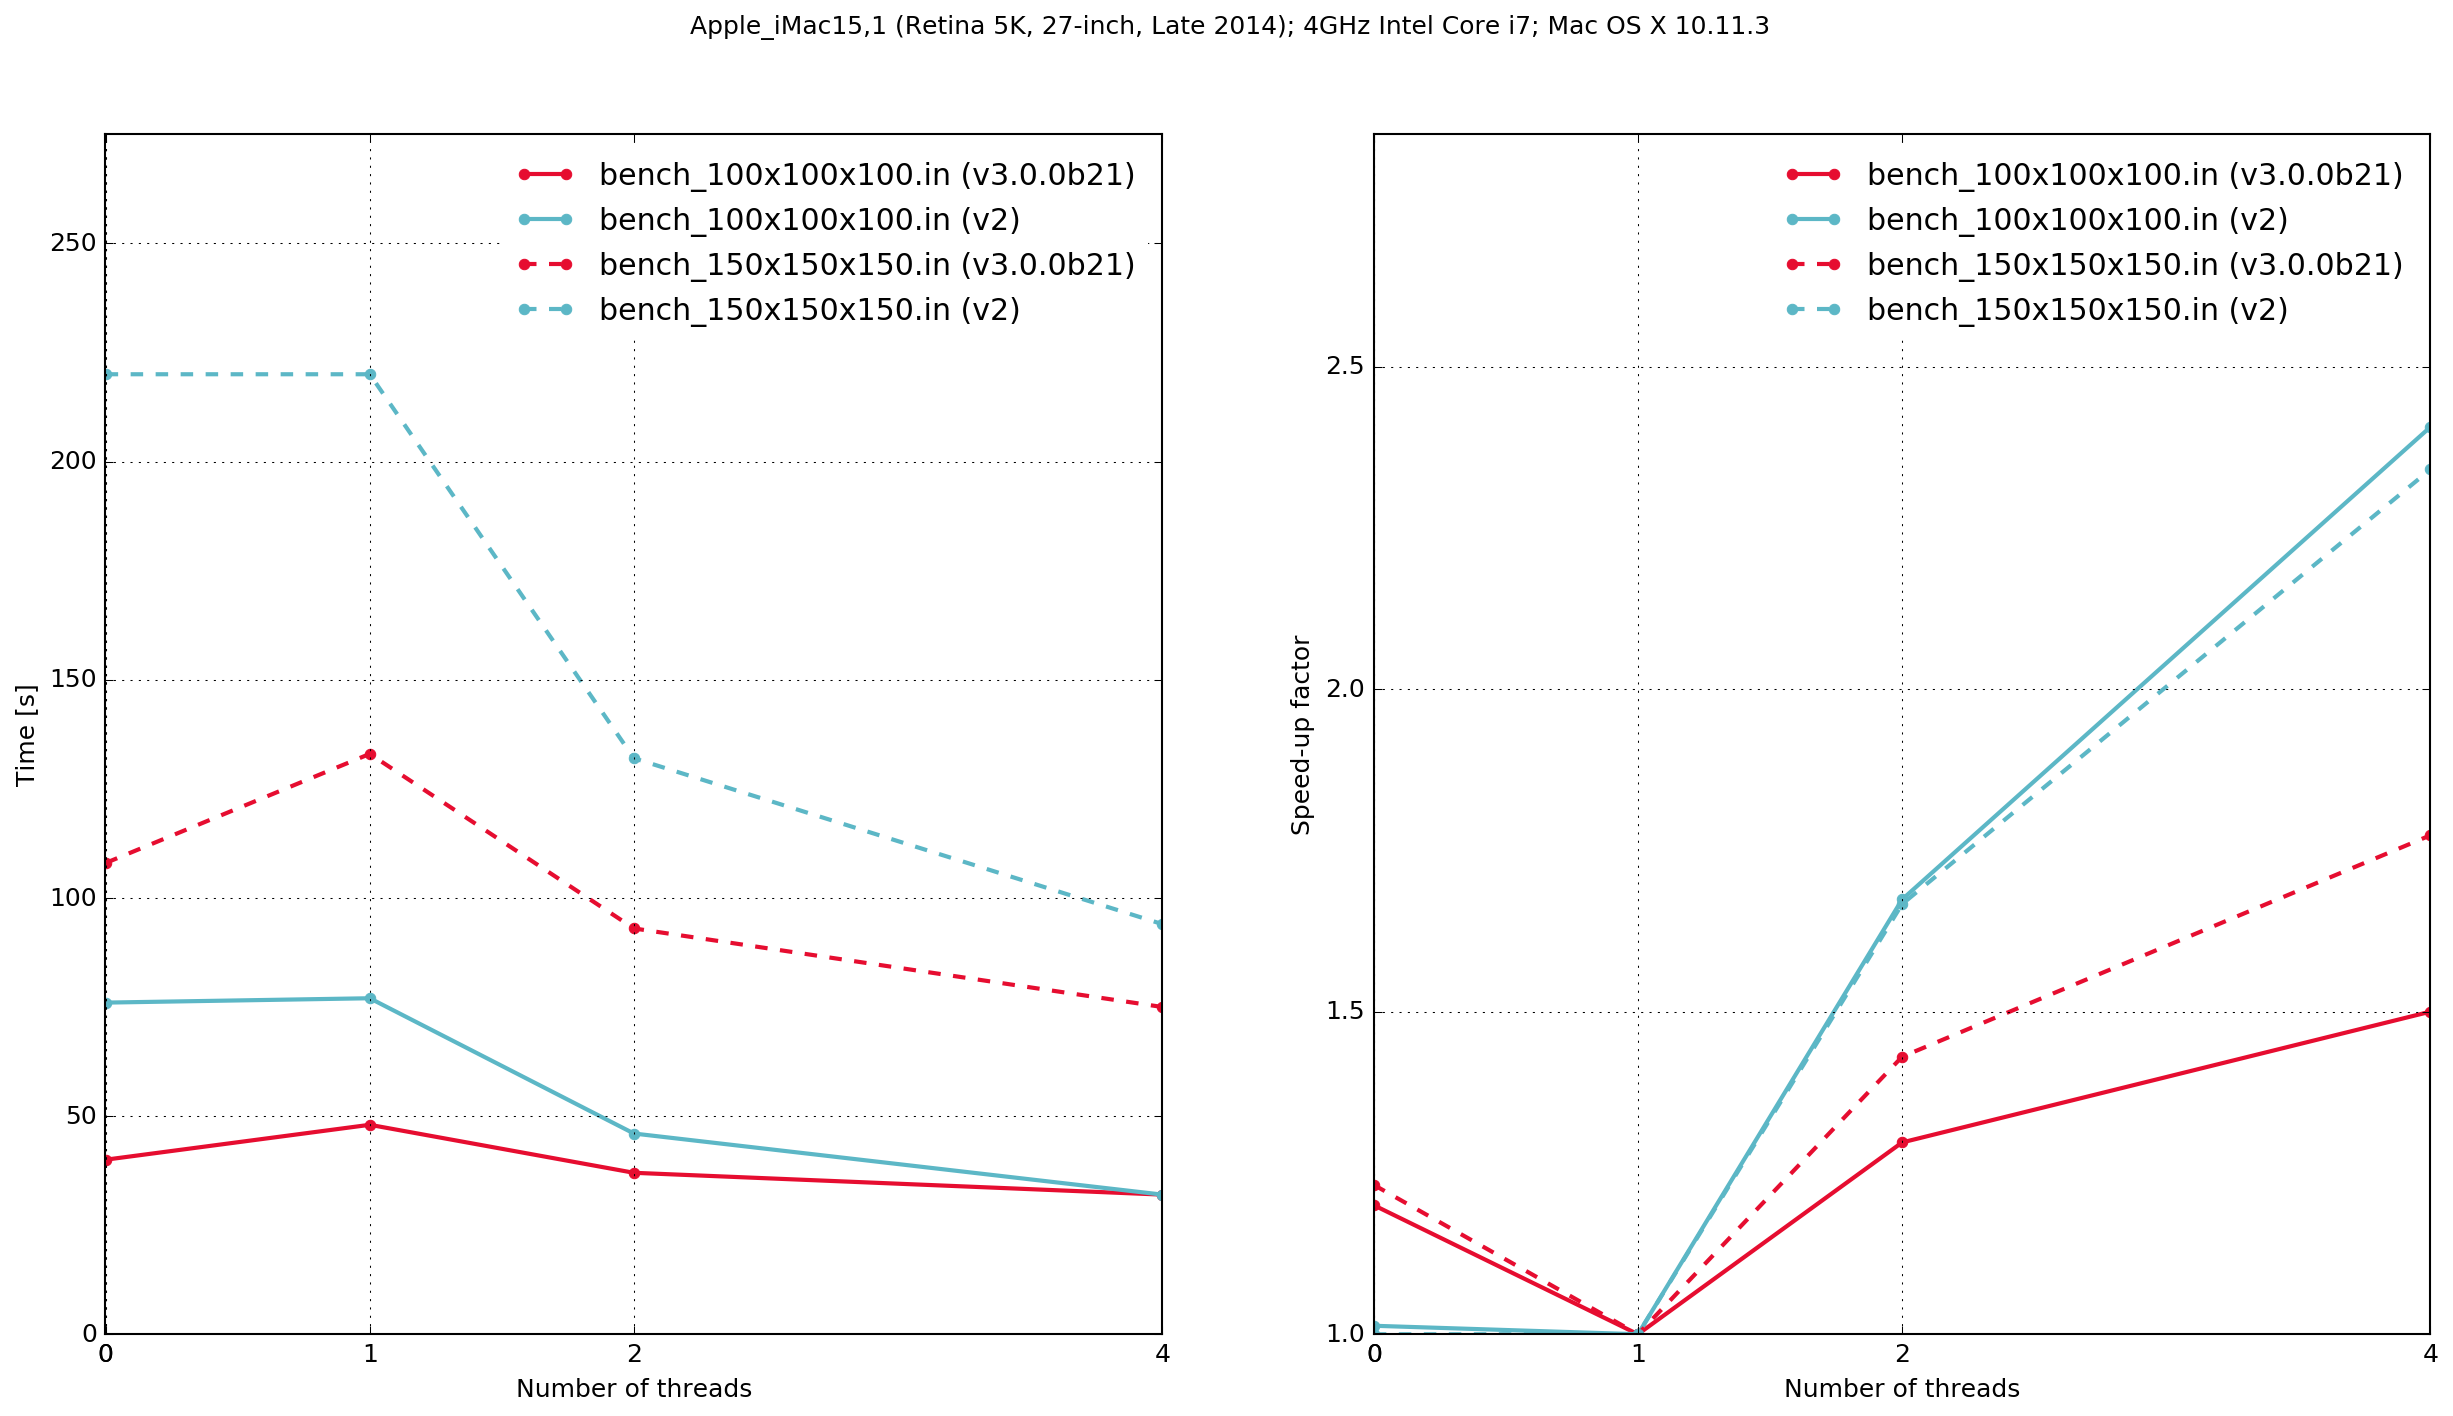 Apple_iMac15,1 (Retina 5K, 27-inch, Late 2014); 4GHz Intel Core i7; Mac OS X 10.11.3
bench_100x100x100.in (v3.0.0b21)
bench_100x100x100.in (v2)
bench_150x150x150.in (v3.0.0b21)
bench_150x150x150.in (v2)
250
200
150
100
50
0
Time [s]
0 1 2 4
Number of threads
bench_100x100x100.in (v3.0.0b21)
bench_100x100x100.in (v2)
bench_150x150x150.in (v3.0.0b21)
bench_150x150x150.in (v2)
2.5
2.0
1.5
1.0
Speed-up factor
0 1 2 4
Number of threads